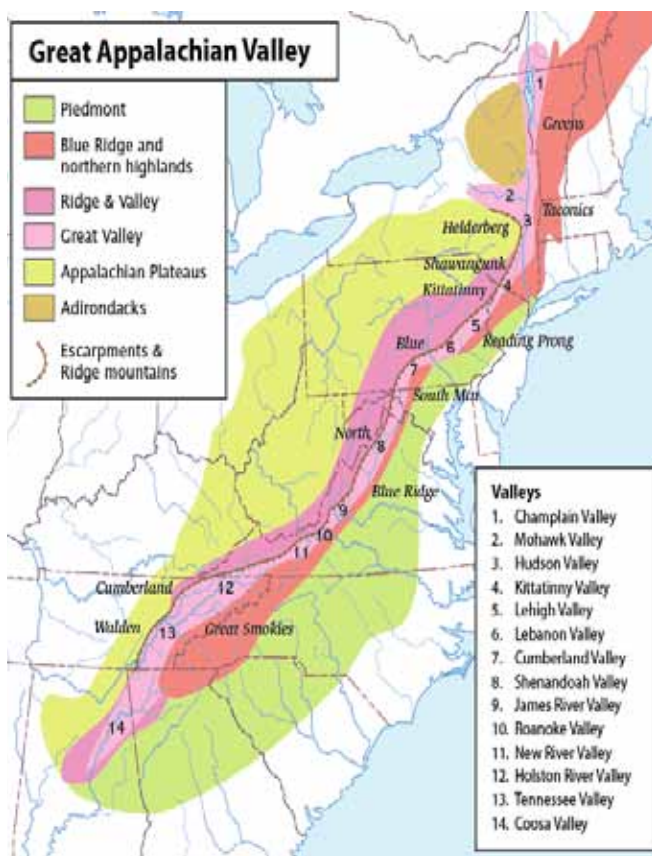 Great Appalachian Valley
Piedmont
Blue Ridge and
northern highlands
Ridge & Valley
Great Valley
Appalachian Plateaus
Adirondacks
Escarpments &
Ridge mountains
1
Greens
2
3
Taconics
Helderberg
Shawangunk
Kittatinny
4
5
Reading Prong
Blue
6
7
South Mtn
North
8
Blue Ridge
9
10
11
Cumberland
12
Walden
13
Great Smokies
14
Valleys
1. Champlain Valley
2. Mohawk Valley
3. Hudson Valley
4. Kittatinny Valley
5. Lehigh Valley
6. Lebanon Valley
7. Cumberland Valley
8. Shenandoah Valley
9. James River Valley
10. Roanoke Valley
11. New River Valley
12. Holston River Valley
13. Tennessee Valley
14. Coosa Valley